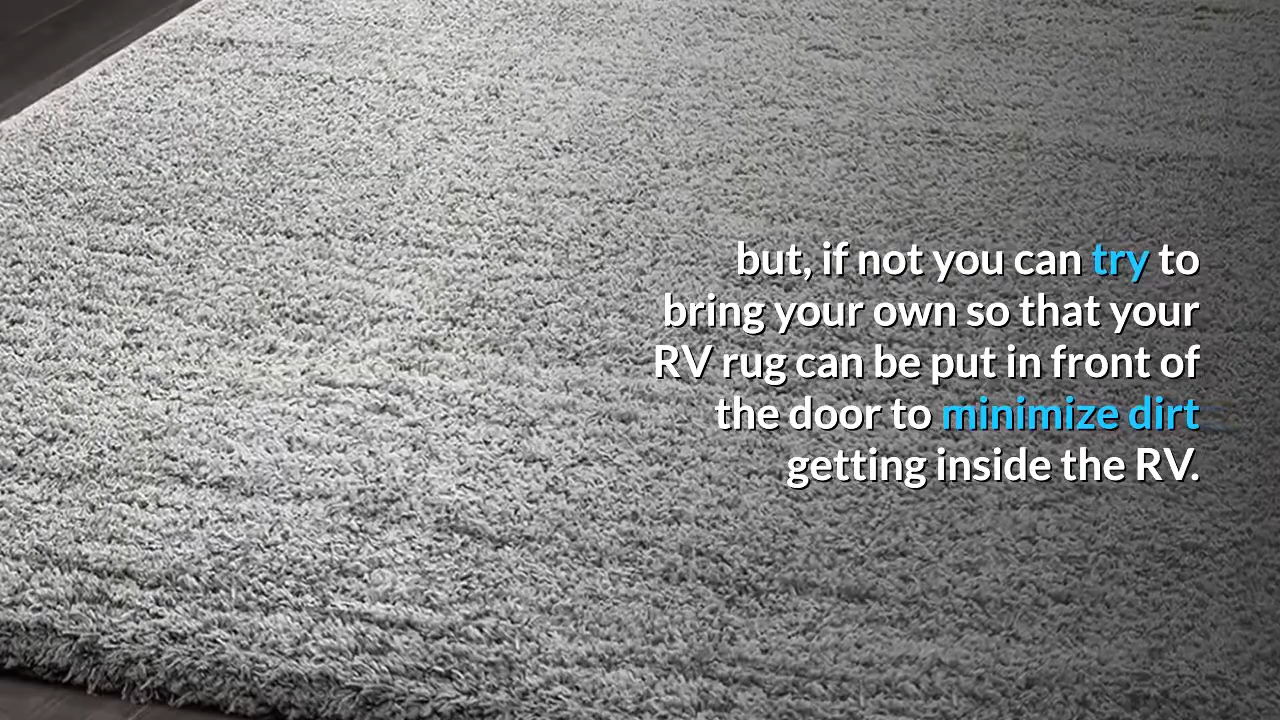 but, if not you can try to
bring your own so that your
RV rug can be put in front of
the door to minimize dirt
getting inside the RV.